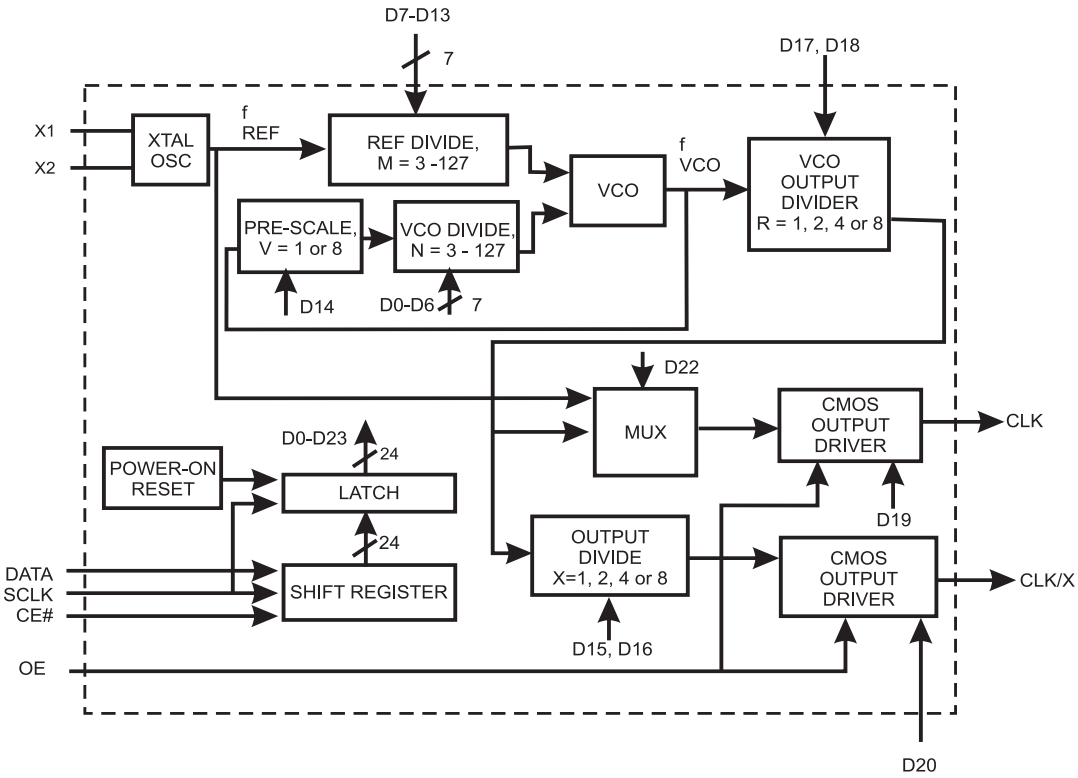 D7-D13
7
D17, D18
X1
X2
XTAL
OSC
f
REF
REF DIVIDE,
M = 3 -127
VCO
f
VCO
VCO
OUTPUT
DIVIDER
R = 1, 2, 4 or 8
PRE-SCALE,
V = 1 or 8
VCO DIVIDE,
N = 3 - 127
D14
D0-D6
7
D22
MUX
CMOS
OUTPUT
DRIVER
CLK
D0-D23
24
POWER-ON
RESET
LATCH
24
D19
OUTPUT
DIVIDE
X=1, 2, 4 or 8
CMOS
OUTPUT
DRIVER
CLK/X
DATA
SCLK
CE#
SHIFT REGISTER
D15, D16
OE
D20